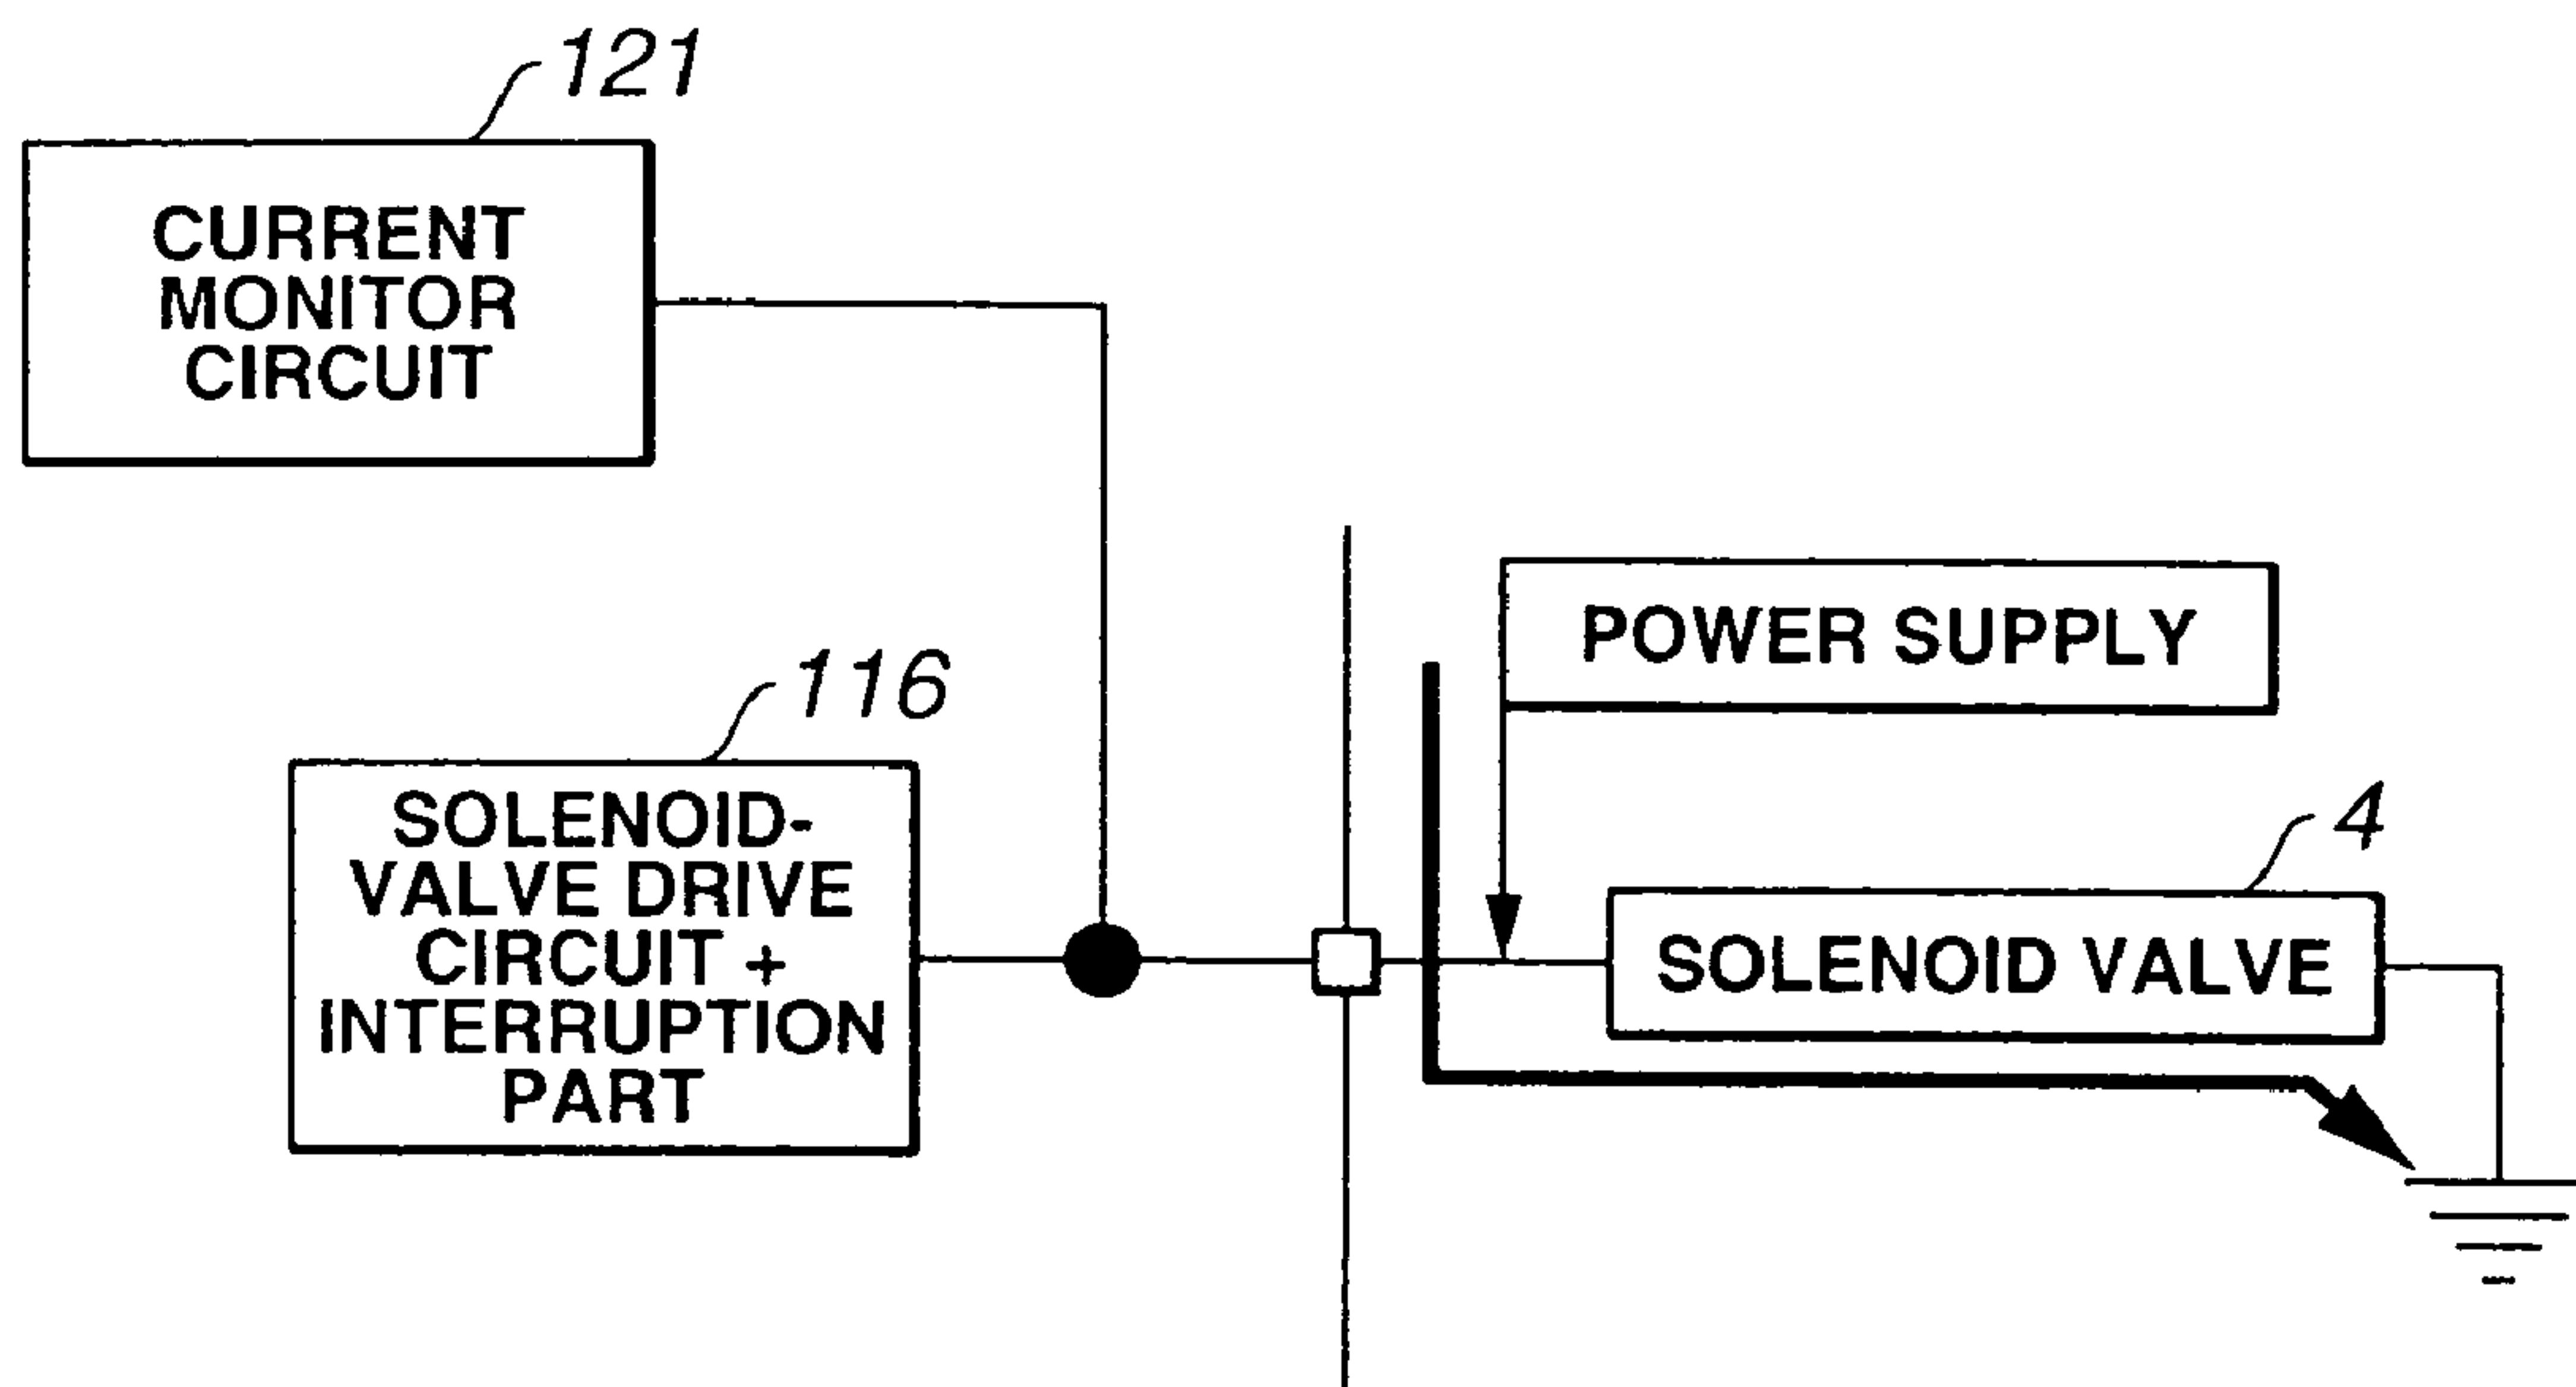 121
CURRENT
MONITOR
CIRCUIT
POWER SUPPLY
116
SOLENOID-
VALVE DRIVE
CIRCUIT +
INTERRUPTION
PART
4
SOLENOID VALVE